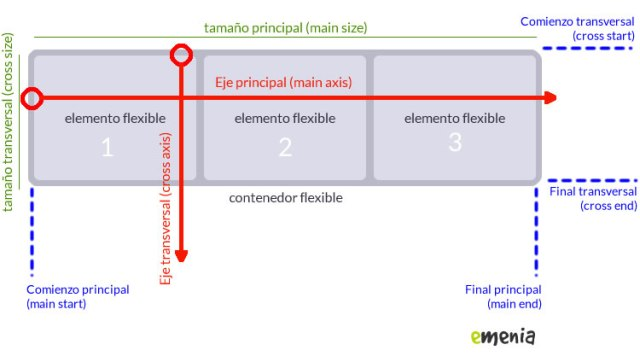 tamaño principal (main size)
Comienzo transversal
(cross start)
tamaño transversal (cross size)
Eje principal (main axis)
elemento flexible
1
elemento flexible
2
elemento flexible
3
Eje transversal (cross axis)
contenedor flexible
Final transversal
(cross end)
Comienzo principal
(main start)
Final principal
(main end)
emenia